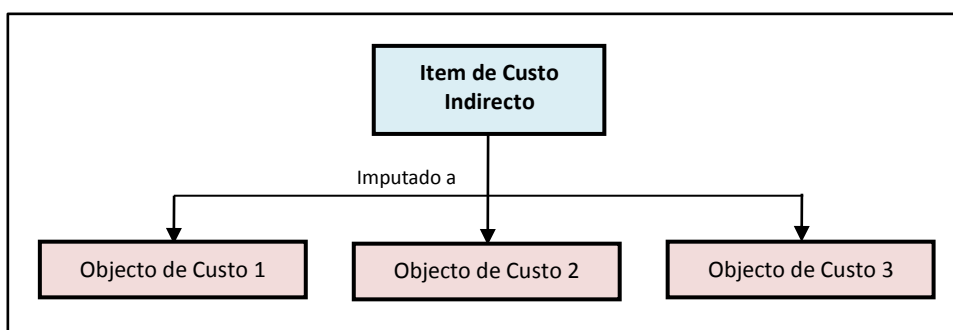 Item de Custo
Indirecto
Imputado a
Objecto de Custo 1
Objecto de Custo 2
Objecto de Custo 3